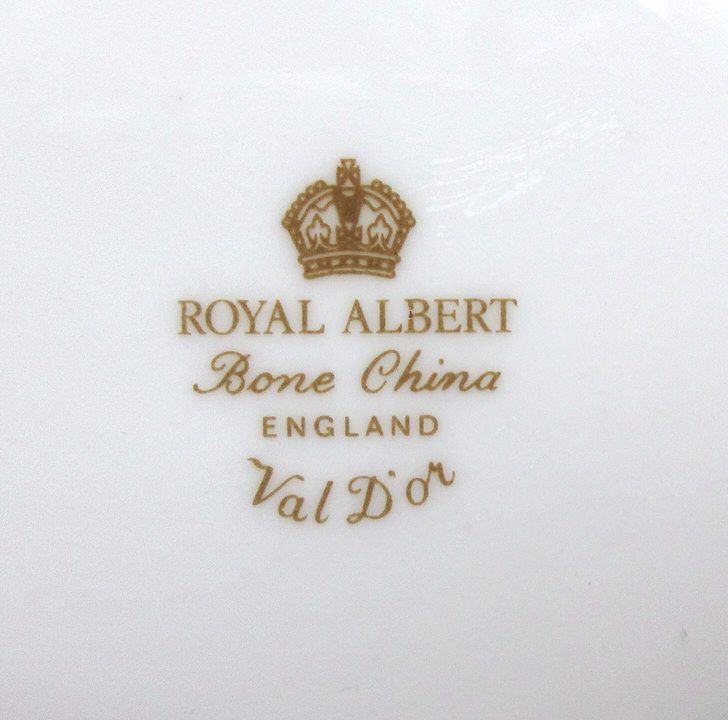 ROYAL ALBERT
Bone China
ENGLAND
Val D'or